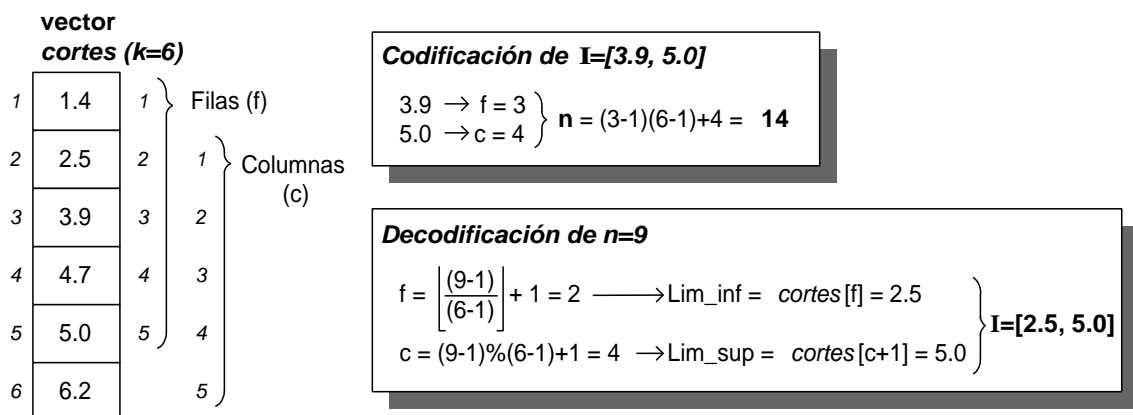 vector
cortes (k=6)
1 1.4 1 Filas (f)
2 2.5 2 1 Columnas
(c)
3 3.9 3 2
4 4.7 4 3
5 5.0 5 4
6 6.2 5
Codificación de I=[3.9, 5.0]
3.9 → f = 3
5.0 → c = 4
n = (3-1)(6-1)+4 = 14
Decodificación de n=9
f = ⌊(9-1)/(6-1)⌋ + 1 = 2 → Lim_inf = cortes[f] = 2.5
c = (9-1)%(6-1)+1 = 4 → Lim_sup = cortes[c+1] = 5.0
I=[2.5, 5.0]